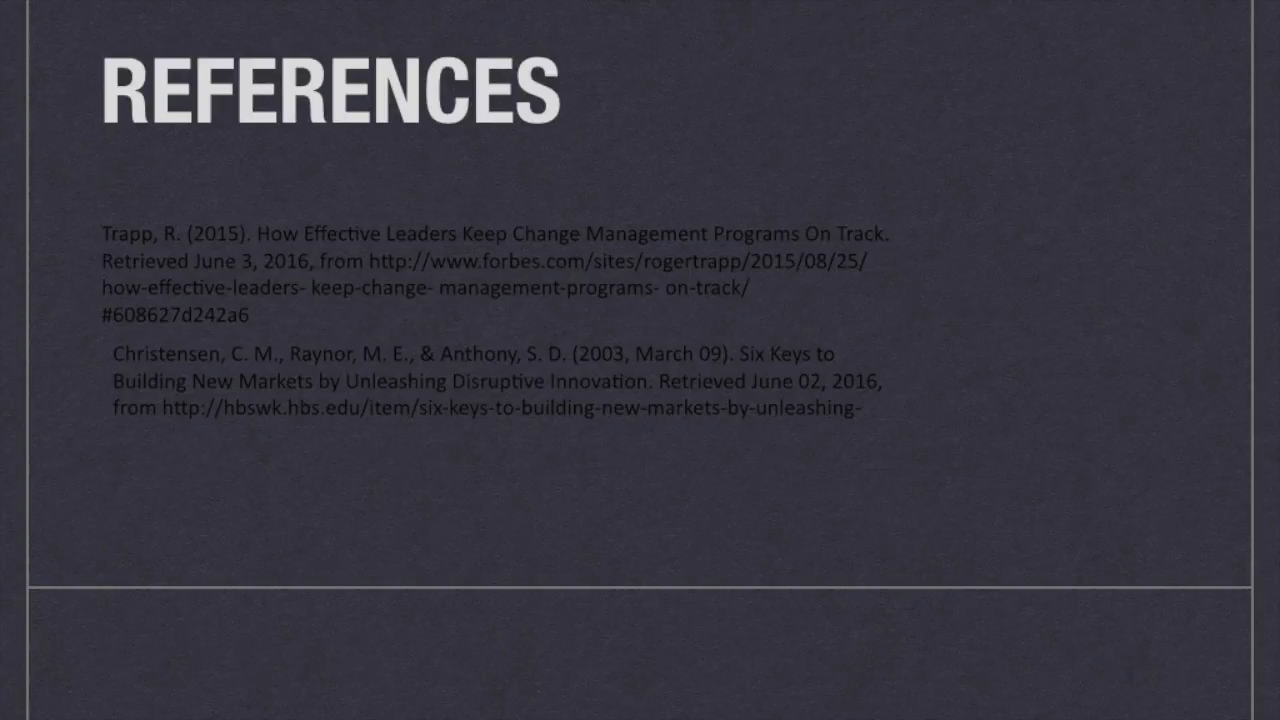 REFERENCES
Trapp, R. (2015). How Effective Leaders Keep Change Management Programs On Track.
Retrieved June 3, 2016, from http://www.forbes.com/sites/rogertrapp/2015/08/25/
how-effective-leaders- keep-change- management-programs- on-track/
#608627d242a6
Christensen, C. M., Raynor, M. E., & Anthony, S. D. (2003, March 09). Six Keys to
Building New Markets by Unleashing Disruptive Innovation. Retrieved June 02, 2016,
from http://hbswk.hbs.edu/item/six-keys-to-building-new-markets-by-unleashing-